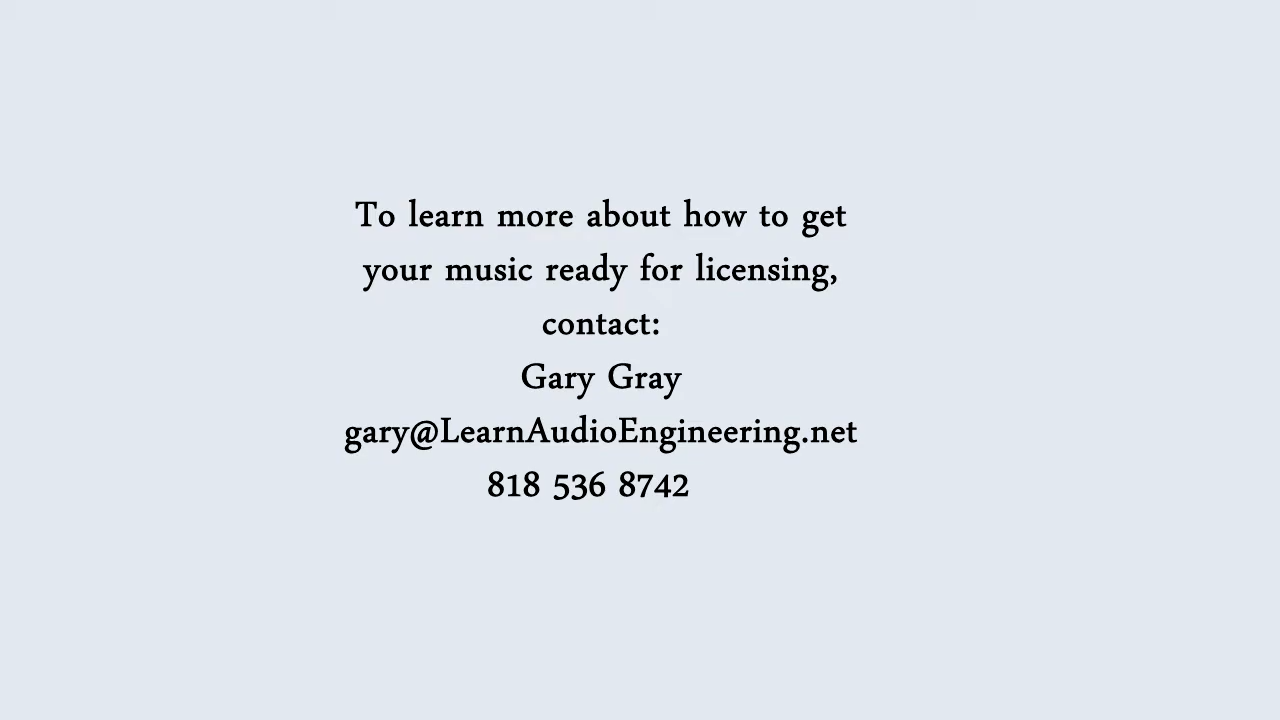 To learn more about how to get
your music ready for licensing,
contact:
Gary Gray
gary@LearnAudioEngineering.net
818 536 8742